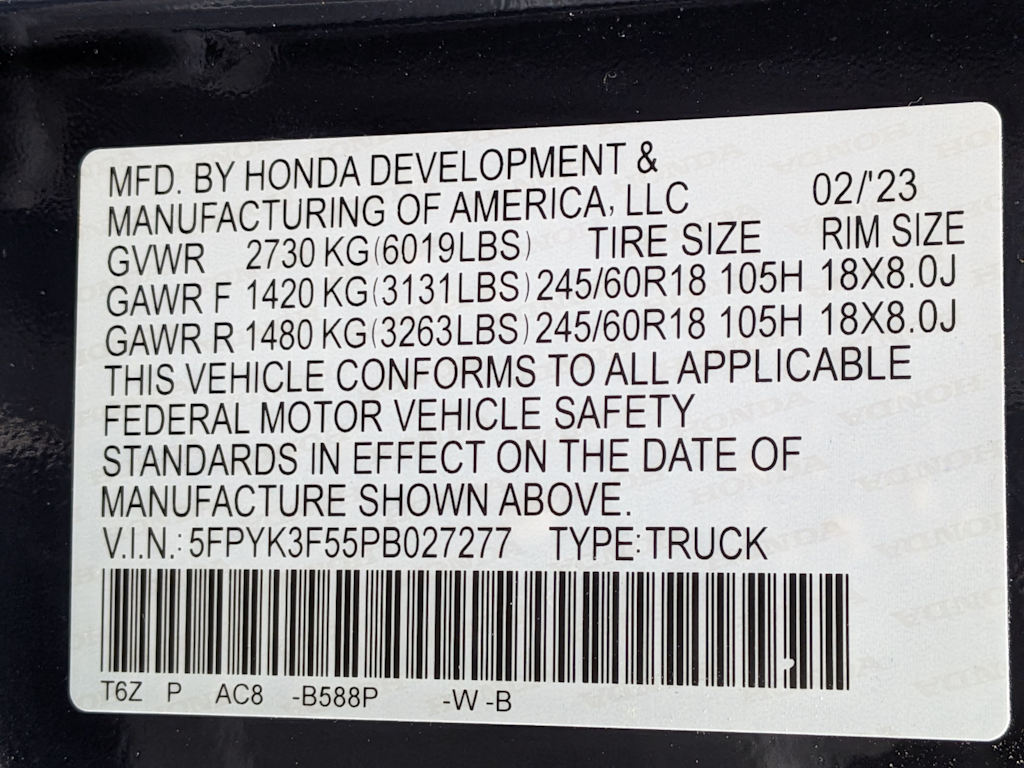 MFD. BY HONDA DEVELOPMENT &
MANUFACTURING OF AMERICA, LLC 02/'23
GVWR 2730 KG(6019LBS) TIRE SIZE RIM SIZE
GAWR F 1420 KG(3131LBS) 245/60R18 105H 18X8.0J
GAWR R 1480 KG(3263LBS) 245/60R18 105H 18X8.0J
THIS VEHICLE CONFORMS TO ALL APPLICABLE
FEDERAL MOTOR VEHICLE SAFETY
STANDARDS IN EFFECT ON THE DATE OF
MANUFACTURE SHOWN ABOVE.
V.I.N.: 5FPYK3F55PB027277 TYPE: TRUCK
T6Z P AC8 -B588P -W -B